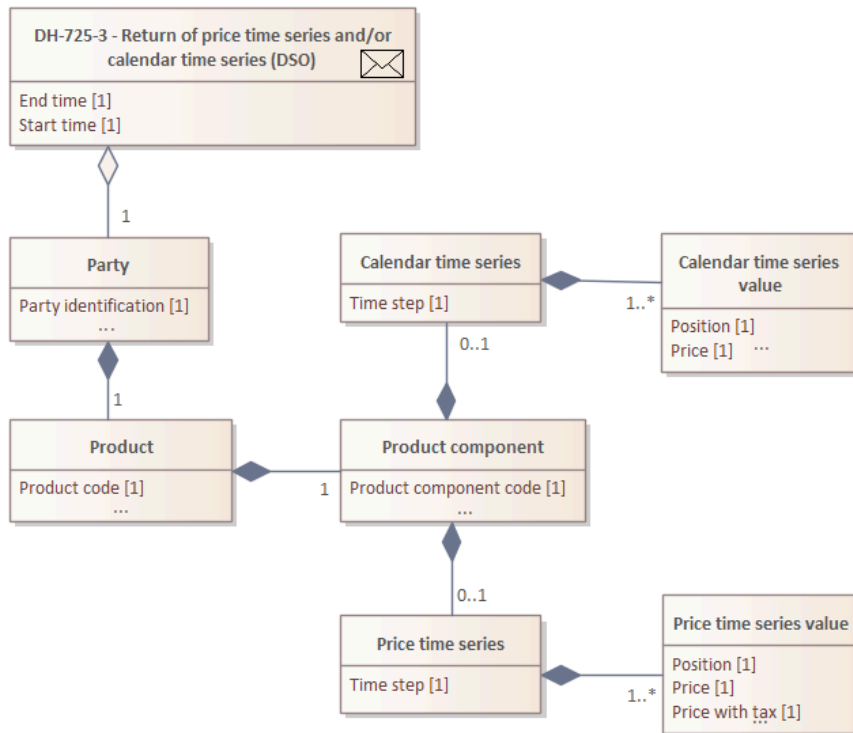 DH-725-3 - Return of price time series and/or
calendar time series (DSO)
End time [1]
Start time [1]
1
Party
Party identification [1]
...
1
Product
Product code [1]
...
1
Calendar time series
Time step [1]
0..1
1..*
Calendar time series
value
Position [1]
Price [1]
...
Product component
Product component code [1]
...
0..1
Price time series
Time step [1]
1..*
Price time series value
Position [1]
Price [1]
Price with tax [1]
...